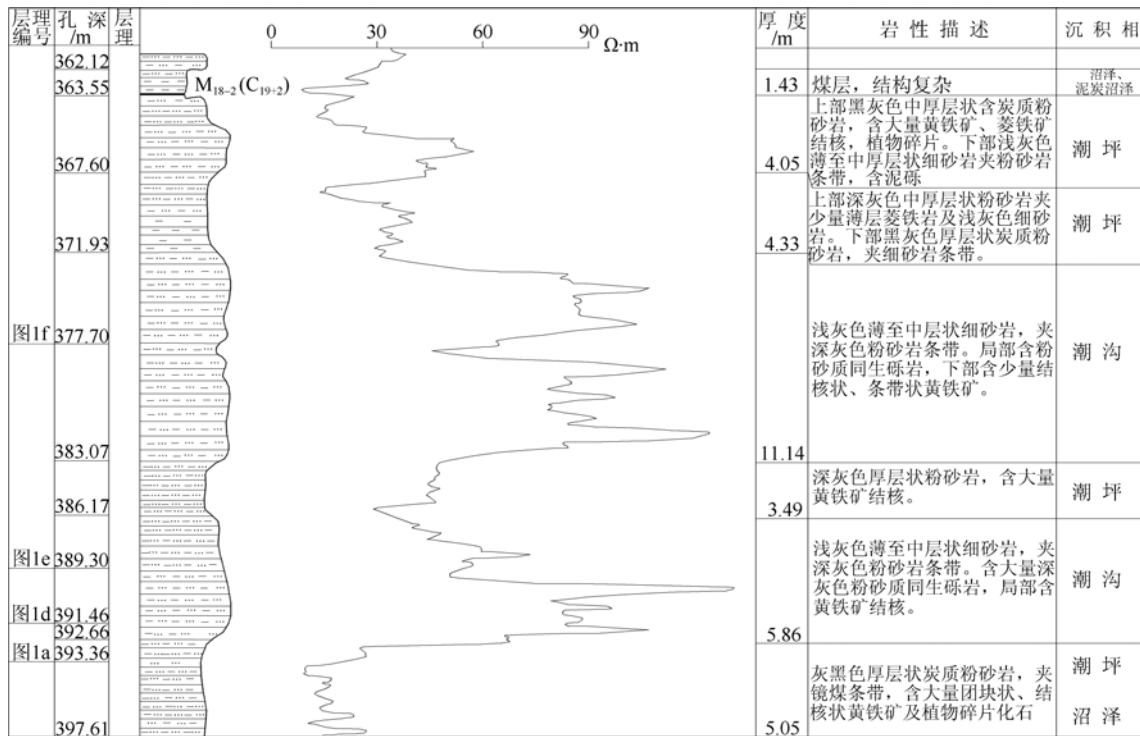 层理
编号
孔 深
/m
层
理
0
30
60
90
Ω·m
厚 度
/m
岩 性 描 述
沉 积 相
362.12
363.55
M18-2(C19+2)
1.43
煤层，结构复杂
沼泽、
泥炭沼泽
上部黑灰色中厚层状含炭质粉
砂岩，含大量黄铁矿、菱铁矿
结核，植物碎片。下部浅灰色
薄至中厚层状细砂岩夹粉砂岩
条带，含泥砾
潮 坪
367.60
4.05
上部深灰色中厚层状粉砂岩夹
少量薄层菱铁岩及浅灰色细砂
岩。下部黑灰色厚层状炭质粉
砂岩，夹细砂岩条带。
潮 坪
371.93
4.33
图1f
377.70
浅灰色薄至中层状细砂岩，夹
深灰色粉砂岩条带。局部含粉
砂质同生砾岩，下部含少量结
核状、条带状黄铁矿。
潮 沟
383.07
11.14
深灰色厚层状粉砂岩，含大量
黄铁矿结核。
潮 坪
386.17
3.49
图1e
389.30
浅灰色薄至中层状细砂岩，夹
深灰色粉砂岩条带。含大量深
灰色粉砂质同生砾岩，局部含
黄铁矿结核。
潮 沟
图1d
391.46
392.66
5.86
图1a
393.36
灰黑色厚层状炭质粉砂岩，夹
镜煤条带，含大量团块状、结
核状黄铁矿及植物碎片化石
潮 坪
沼 泽
397.61
5.05